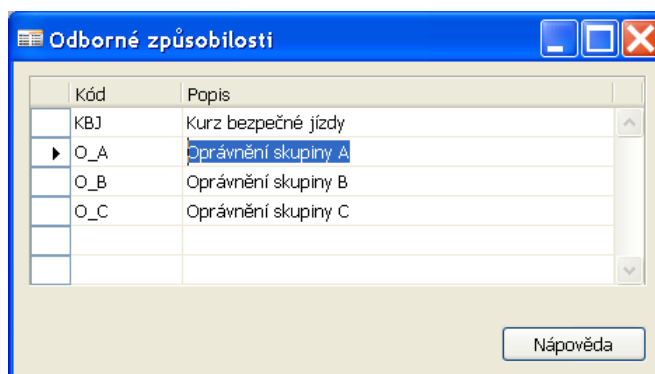 Odborné způsobilosti
Kód Popis
KBJ Kurz bezpečné jízdy
O_A Oprávnění skupiny A
O_B Oprávnění skupiny B
O_C Oprávnění skupiny C
Nápověda